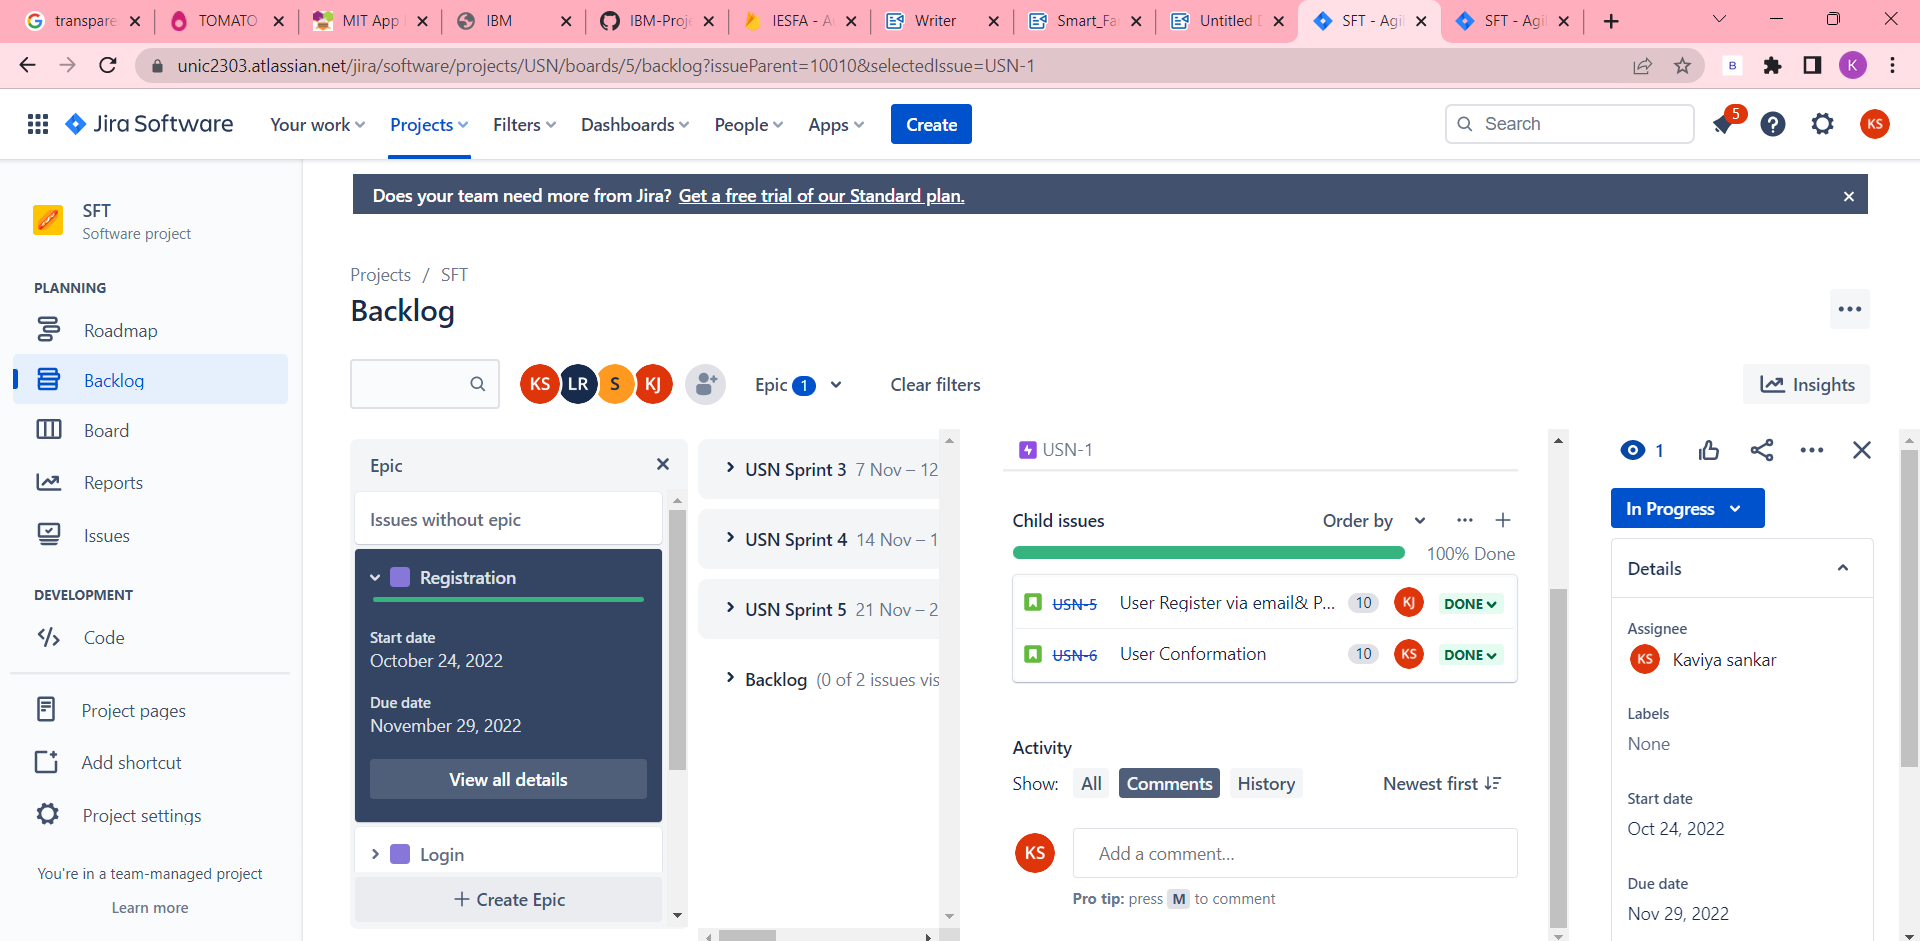 transpare
TOMATO
MIT App
IBM
IBM-Proj
IESFA - A
Writer
Smart_Fa
Untitled D
SFT - Agil
SFT - Agil
unic2303.atlassian.net/jira/software/projects/USN/boards/5/backlog?issueParent=10010&selectedIssue=USN-1
B
K
Jira Software
Your work
Projects
Filters
Dashboards
People
Apps
Create
Search
5
KS
SFT
Software project
Does your team need more from Jira? Get a free trial of our Standard plan.
Projects / SFT
Backlog
PLANNING
Roadmap
Backlog
Board
Reports
Issues
DEVELOPMENT
Code
Project pages
Add shortcut
Project settings
You're in a team-managed project
Learn more
KS LR S KJ
Epic 1
Clear filters
Insights
Epic
Issues without epic
Registration
Start date
October 24, 2022
Due date
November 29, 2022
View all details
Login
+ Create Epic
USN Sprint 3 7 Nov – 12
USN Sprint 4 14 Nov – 1
USN Sprint 5 21 Nov – 2
Backlog (0 of 2 issues vis
USN-1
Child issues
Order by
100% Done
USN-5 User Register via email& P... 10 KJ DONE
USN-6 User Conformation 10 KS DONE
Activity
Show: All Comments History Newest first
KS
Add a comment...
Pro tip: press M to comment
1
In Progress
Details
Assignee
KS Kaviya sankar
Labels
None
Start date
Oct 24, 2022
Due date
Nov 29, 2022